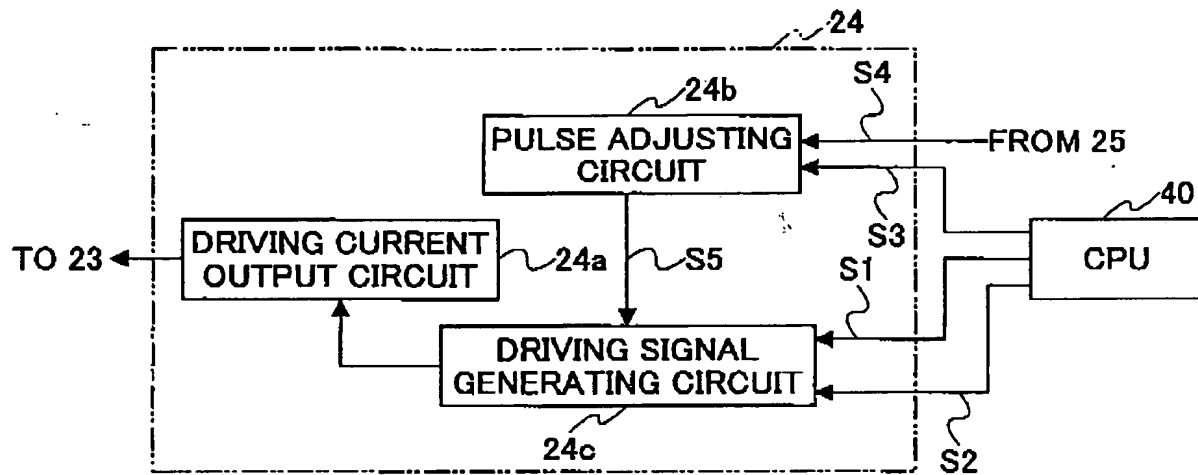 24
24b
S4
PULSE ADJUSTING
CIRCUIT
FROM 25
S3
40
CPU
TO 23
DRIVING CURRENT
OUTPUT CIRCUIT
24a
S5
S1
DRIVING SIGNAL
GENERATING CIRCUIT
24c
S2